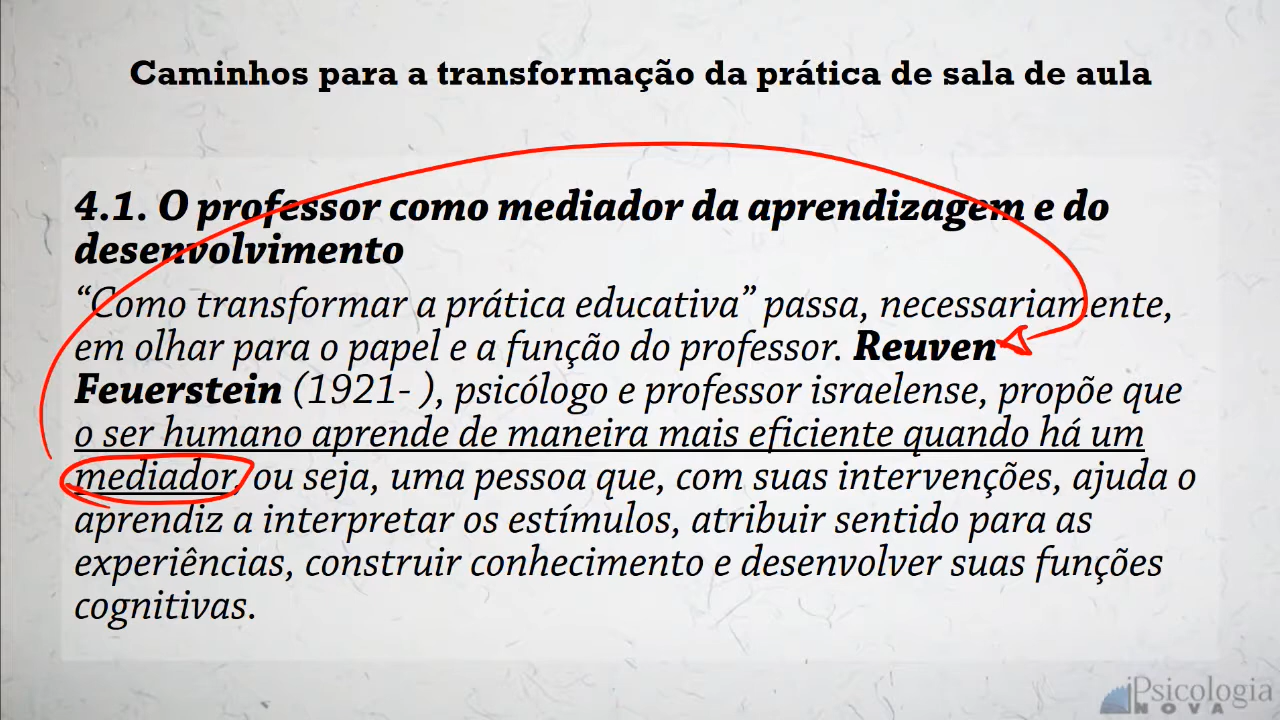 Caminhos para a transformação da prática de sala de aula
4.1. O professor como mediador da aprendizagem e do
desenvolvimento
“Como transformar a prática educativa” passa, necessariamente,
em olhar para o papel e a função do professor. Reuven
Feuerstein (1921- ), psicólogo e professor israelense, propõe que
o ser humano aprende de maneira mais eficiente quando há um
mediador, ou seja, uma pessoa que, com suas intervenções, ajuda o
aprendiz a interpretar os estímulos, atribuir sentido para as
experiências, construir conhecimento e desenvolver suas funções
cognitivas.
Psicologia
NOVA